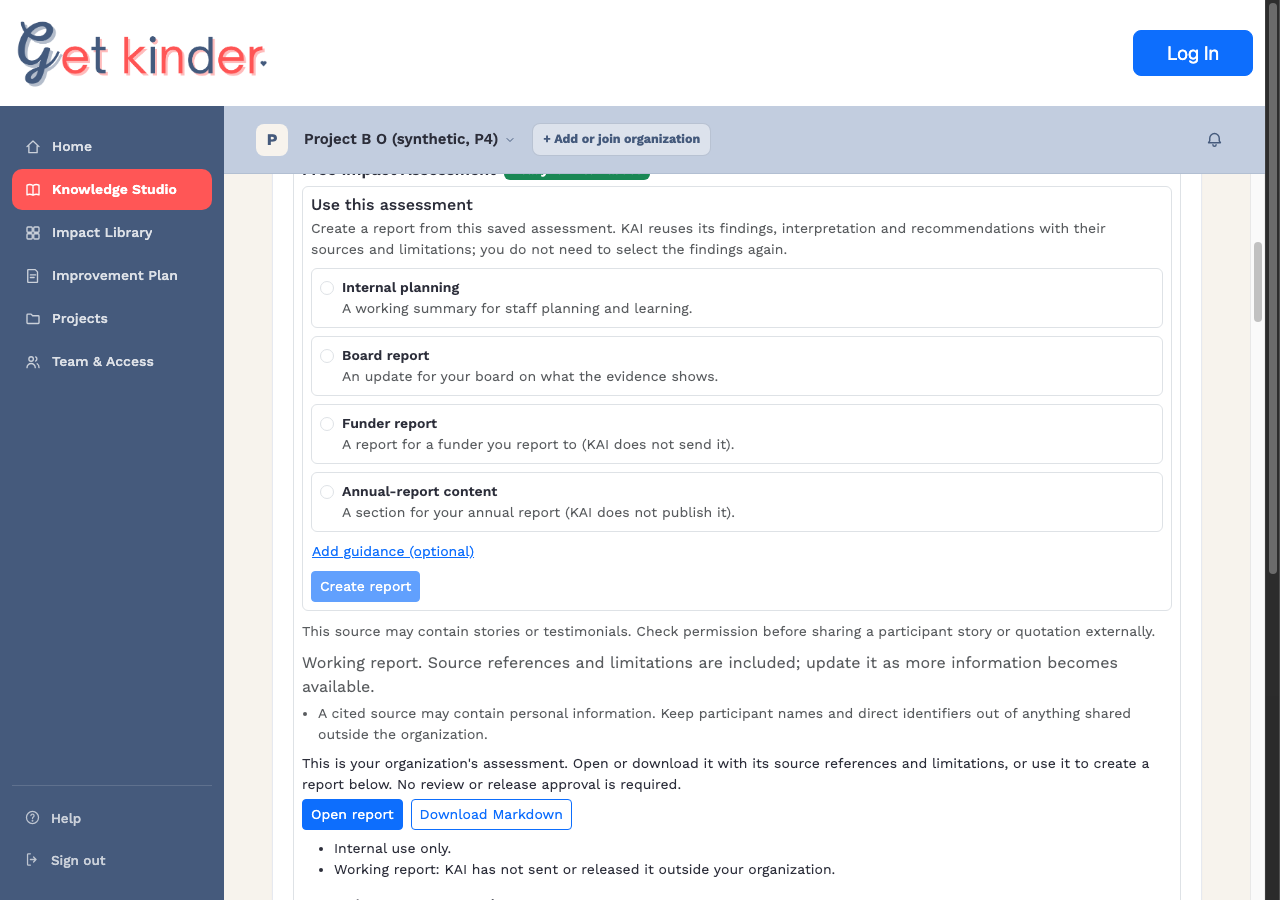 Get kinder
Log In
Home
Knowledge Studio
Impact Library
Improvement Plan
Projects
Team & Access
Help
Sign out
P
Project B O (synthetic, P4)
+ Add or join organization
Use this assessment
Create a report from this saved assessment. KAI reuses its findings, interpretation and recommendations with their
sources and limitations; you do not need to select the findings again.
Internal planning
A working summary for staff planning and learning.
Board report
An update for your board on what the evidence shows.
Funder report
A report for a funder you report to (KAI does not send it).
Annual-report content
A section for your annual report (KAI does not publish it).
Add guidance (optional)
Create report
This source may contain stories or testimonials. Check permission before sharing a participant story or quotation externally.
Working report. Source references and limitations are included; update it as more information becomes
available.
• A cited source may contain personal information. Keep participant names and direct identifiers out of anything shared
outside the organization.
This is your organization's assessment. Open or download it with its source references and limitations, or use it to create a
report below. No review or release approval is required.
Open report
Download Markdown
• Internal use only.
• Working report: KAI has not sent or released it outside your organization.